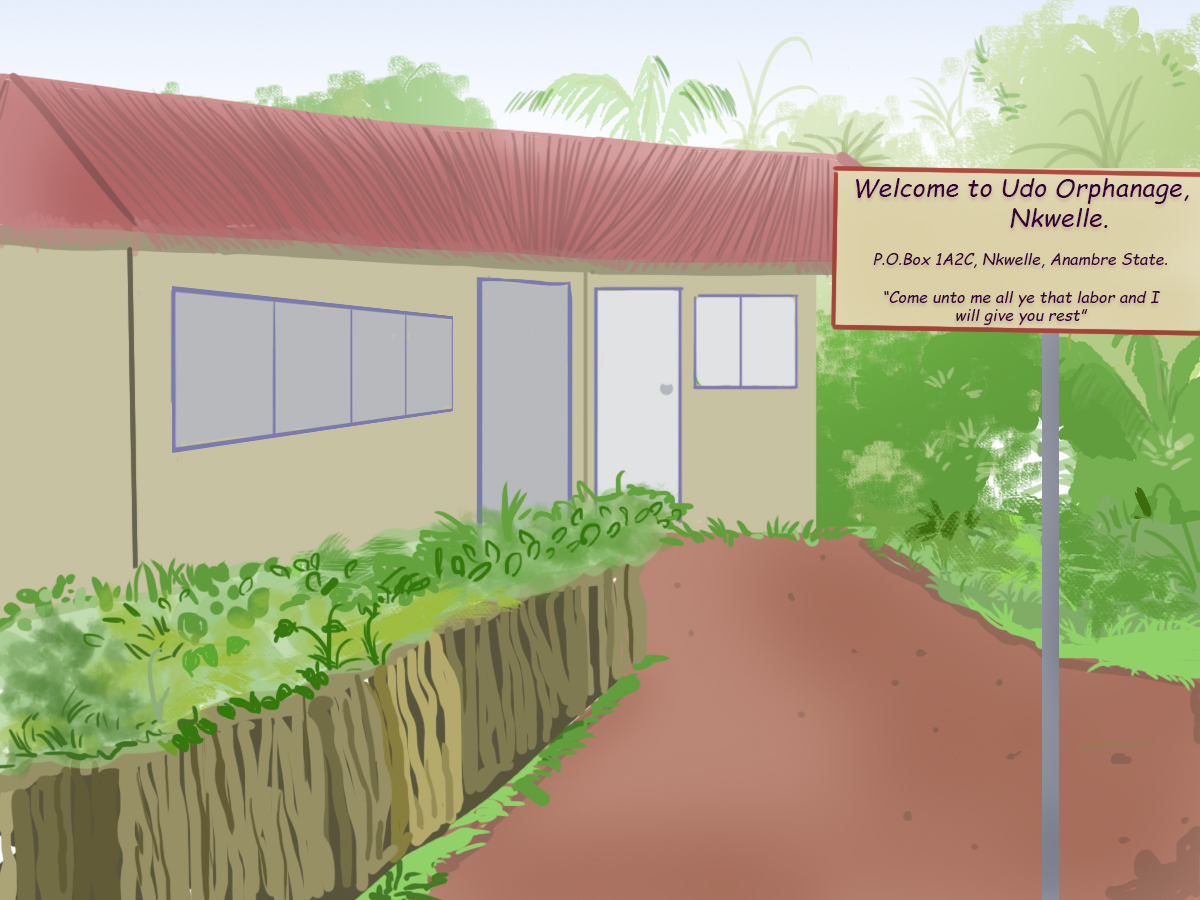 Welcome to Udo Orphanage,
Nkwelle.
P.O.Box 1A2C, Nkwelle, Anambre State.
“Come unto me all ye that labor and I
will give you rest”